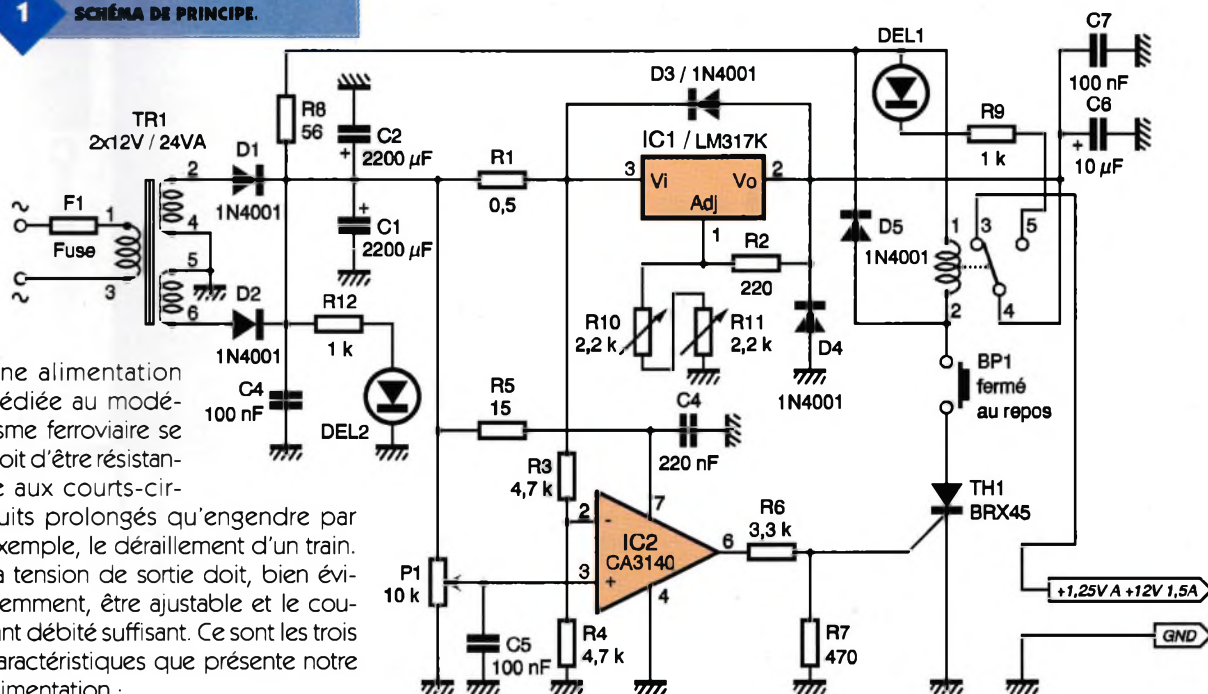 1
SCHÉMA DE PRINCIPE.
TR1
2x12V / 24VA
F1
Fuse
~
~
1
3
2
4
5
6
D1
1N4001
D2
1N4001
R8
56
C2
+
2200 µF
+
C1
2200 µF
R12
1 k
C4
100 nF
DEL2
R1
0,5
D3 / 1N4001
IC1 / LM317K
3
Vi
Vo
2
Adj
1
R2
220
R10
2,2 k
R11
2,2 k
D4
1N4001
DEL1
R9
1 k
C7
100 nF
C6
+
10 µF
D5
1N4001
1
2
3
5
4
BP1
fermé
au repos
TH1
BRX45
R5
15
C4
220 nF
R3
4,7 k
R4
4,7 k
P1
10 k
C5
100 nF
2
-
3
+
7
4
6
IC2
CA3140
R6
3,3 k
R7
470
+1,25V A +12V 1,5A
GND
ne alimentation
édiée au modé-
sme ferroviaire se
oit d'être résistan-
e aux courts-cir-
uits prolongés qu'engendre par
xemple, le déraillement d'un train.
a tension de sortie doit, bien évi-
emment, être ajustable et le cou-
ant débité suffisant. Ce sont les trois
aractéristiques que présente notre
limentation :